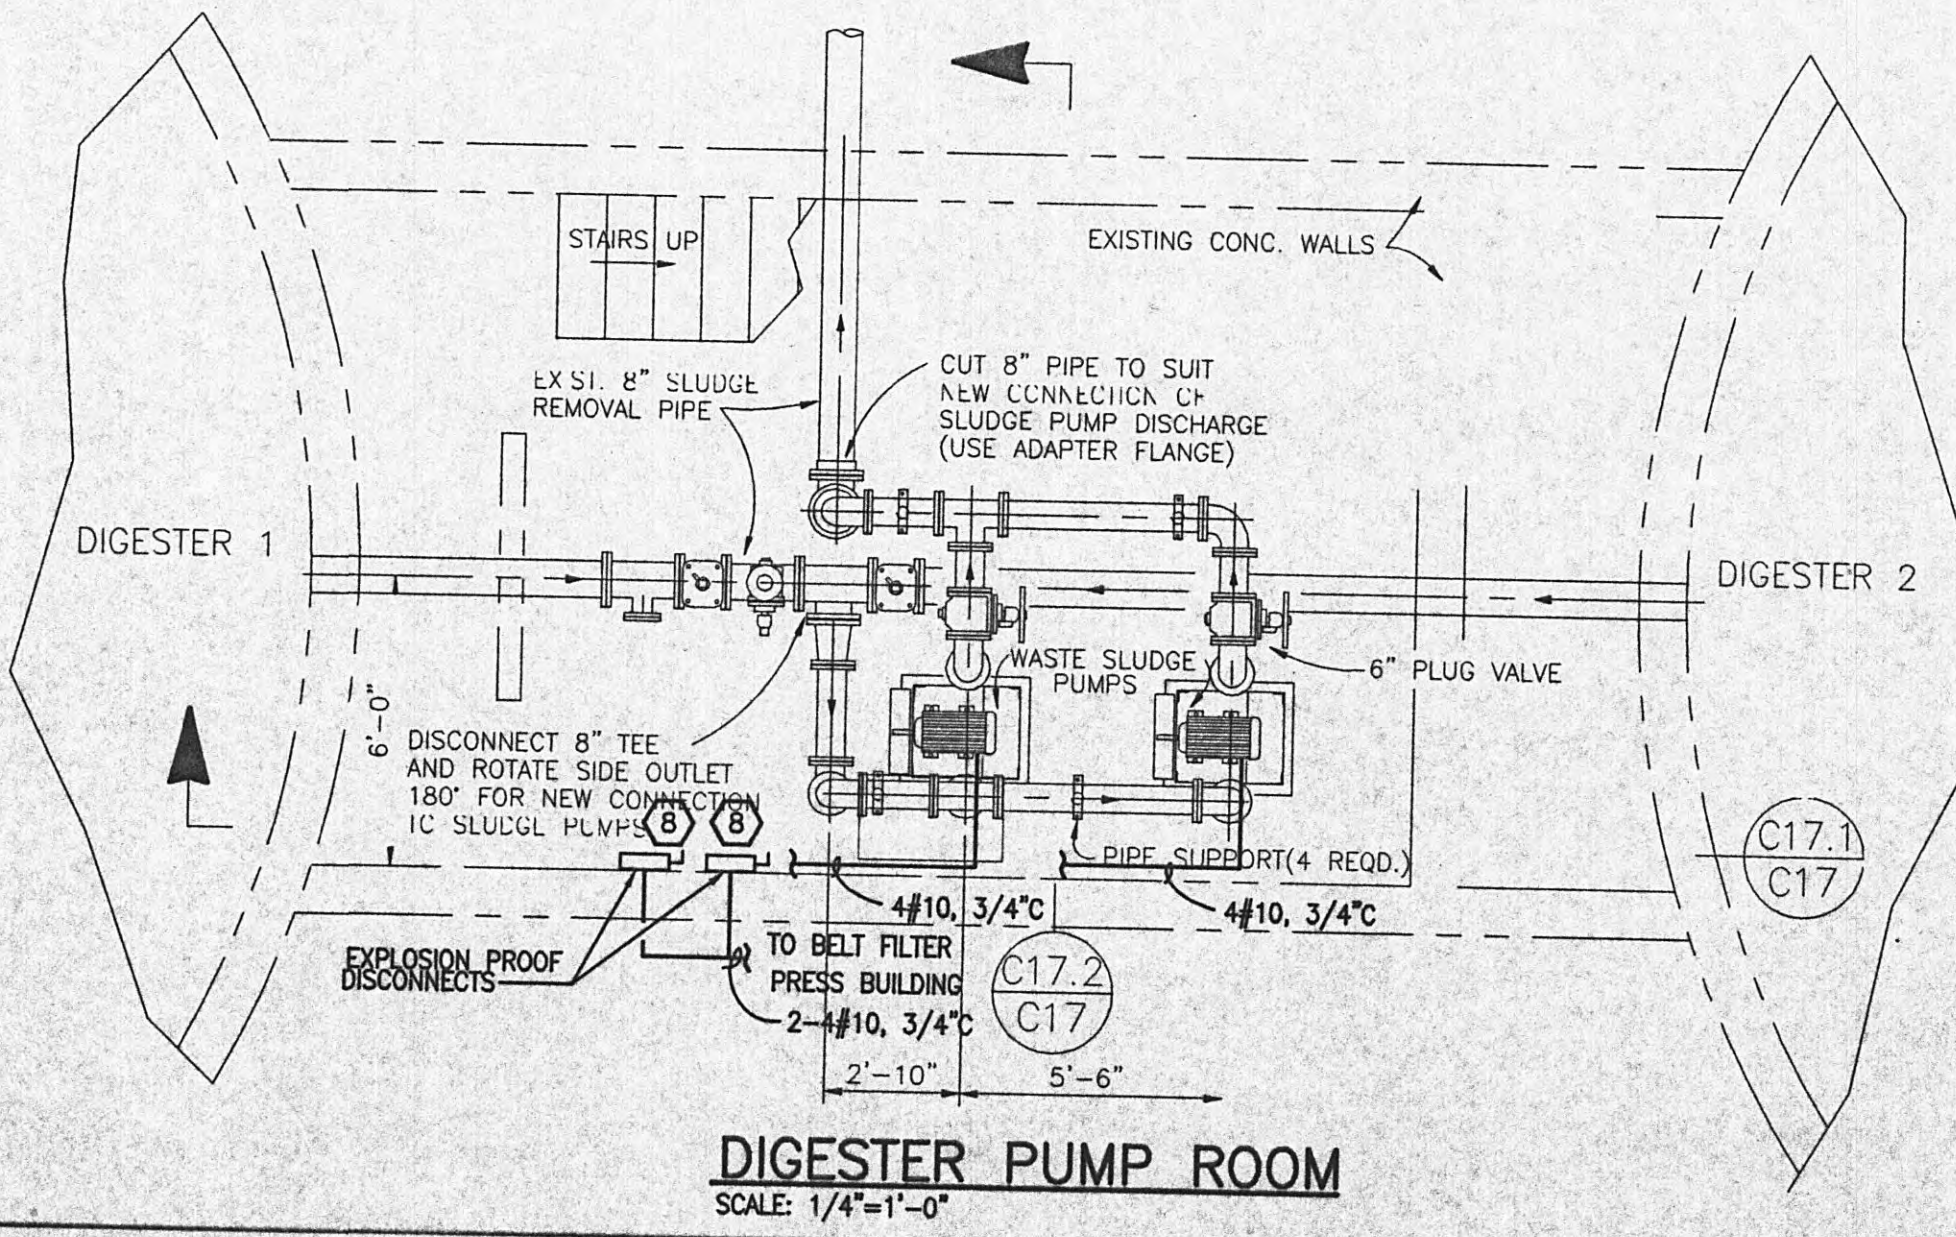 STAIRS UP
EXISTING CONC. WALLS
EXIST. 8" SLUDGE
REMOVAL PIPE
CUT 8" PIPE TO SUIT
NEW CONNECTION OF
SLUDGE PUMP DISCHARGE
(USE ADAPTER FLANGE)
DIGESTER 1
DIGESTER 2
WASTE SLUDGE
PUMPS
6" PLUG VALVE
6'-0"
DISCONNECT 8" TEE
AND ROTATE SIDE OUTLET
180° FOR NEW CONNECTION
TO SLUDGE PUMPS
8
8
PIPE SUPPORT(4 REQD.)
C17.1
C17
4#10, 3/4"C
4#10, 3/4"C
EXPLOSION PROOF
DISCONNECTS
TO BELT FILTER
PRESS BUILDING
2-4#10, 3/4"C
C17.2
C17
2'-10"
5'-6"
DIGESTER PUMP ROOM
SCALE: 1/4"=1'-0"